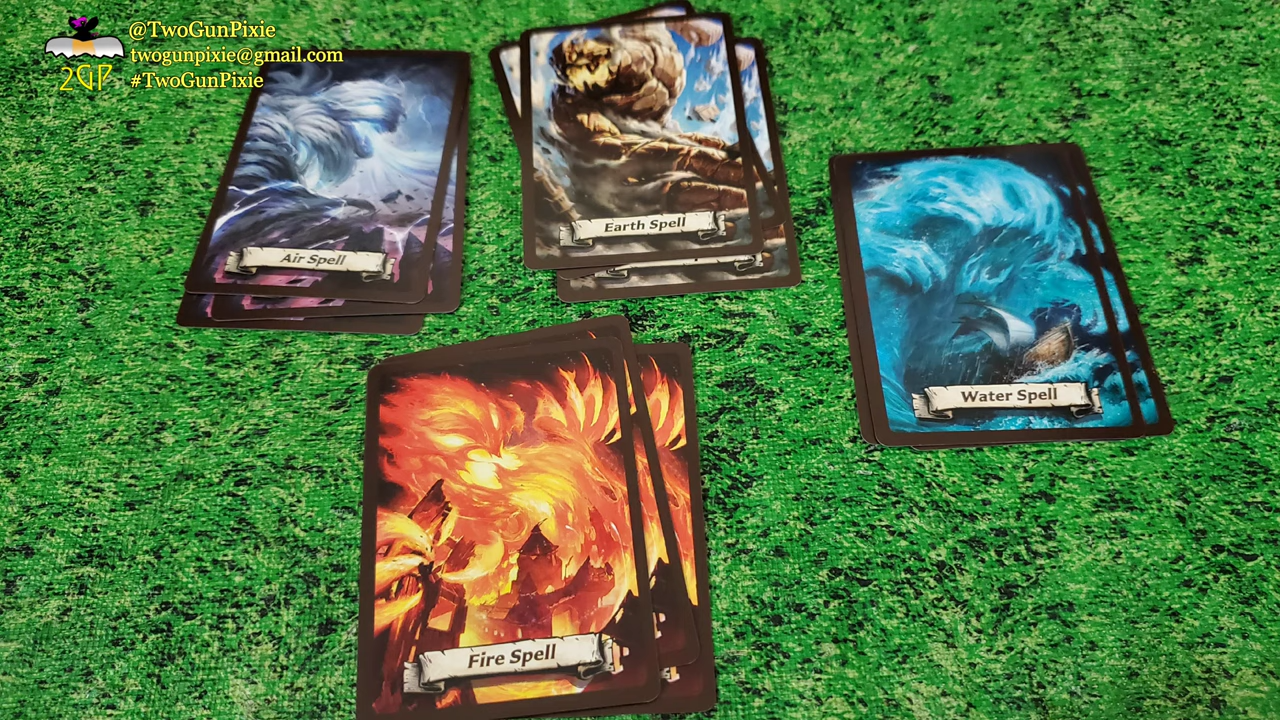 @TwoGunPixie
twogunpixie@gmail.com
2GP #TwoGunPixie
Air Spell
Earth Spell
Water Spell
Fire Spell